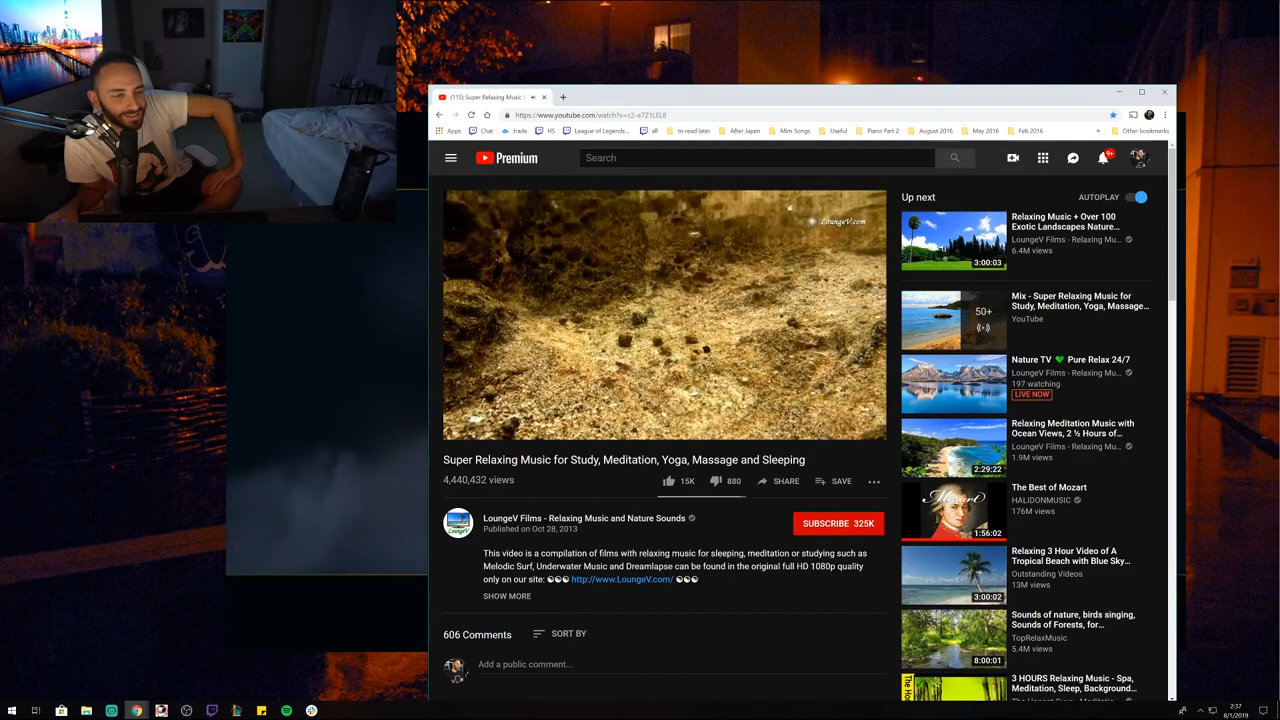 (115) Super Relaxing Music
https://www.youtube.com/watch?v=c2-e7Z1LEL8
Apps
Chat
trade
HS
League of Legends...
all
to read later
After Japan
Mim Songs
Useful
Piano Part 2
August 2016
May 2016
Feb 2016
»
Other bookmarks
Premium
Search
9+
LoungeV.com
Up next
AUTOPLAY
Relaxing Music + Over 100
Exotic Landscapes Nature...
LoungeV Films - Relaxing Mu...
6.4M views
3:00:03
Mix - Super Relaxing Music for
Study, Meditation, Yoga, Massage...
YouTube
50+
Nature TV 💚 Pure Relax 24/7
LoungeV Films - Relaxing Mu...
197 watching
LIVE NOW
Relaxing Meditation Music with
Ocean Views, 2 ½ Hours of...
LoungeV Films - Relaxing Mu...
1.9M views
2:29:22
The Best of Mozart
HALIDONMUSIC
176M views
1:56:02
Relaxing 3 Hour Video of A
Tropical Beach with Blue Sky...
Outstanding Videos
13M views
3:00:02
Sounds of nature, birds singing,
Sounds of Forests, for...
TopRelaxMusic
5.4M views
8:00:01
3 HOURS Relaxing Music - Spa,
Meditation, Sleep, Background...
Super Relaxing Music for Study, Meditation, Yoga, Massage and Sleeping
4,440,432 views
15K
880
SHARE
SAVE
LoungeV Films - Relaxing Music and Nature Sounds
Published on Oct 28, 2013
SUBSCRIBE 325K
This video is a compilation of films with relaxing music for sleeping, meditation or studying such as
Melodic Surf, Underwater Music and Dreamlapse can be found in the original full HD 1080p quality
only on our site: ☯☯☯ http://www.LoungeV.com/ ☯☯☯
SHOW MORE
606 Comments
SORT BY
Add a public comment...
2:37
8/1/2019